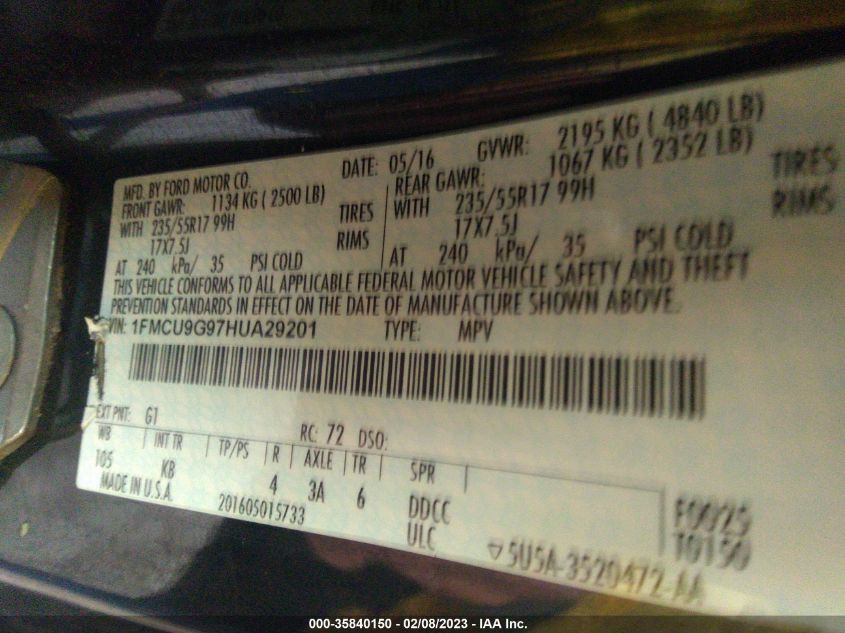 MFD. BY FORD MOTOR CO. DATE: 05/16 GVWR: 2195 KG ( 4840 LB)
FRONT GAWR: 1134 KG ( 2500 LB) REAR GAWR: 1067 KG ( 2352 LB)
WITH 235/55R17 99H TIRES WITH 235/55R17 99H TIRES
17X7.5J RIMS 17X7.5J RIMS
AT 240 kPa/ 35 PSI COLD AT 240 kPa/ 35 PSI COLD
THIS VEHICLE CONFORMS TO ALL APPLICABLE FEDERAL MOTOR VEHICLE SAFETY AND THEFT
PREVENTION STANDARDS IN EFFECT ON THE DATE OF MANUFACTURE SHOWN ABOVE.
VIN: 1FMCU9G97HUA29201 TYPE: MPV
EXT PNT: G1 RC: 72 DSO:
WB INT TR TP/PS R AXLE TR SPR
105 KB 4 3A 6 DDCC F0025
MADE IN U.S.A. 201605015733 ULC T0150
5U5A-3520472-AA
000-35840150 - 02/08/2023 - IAA Inc.